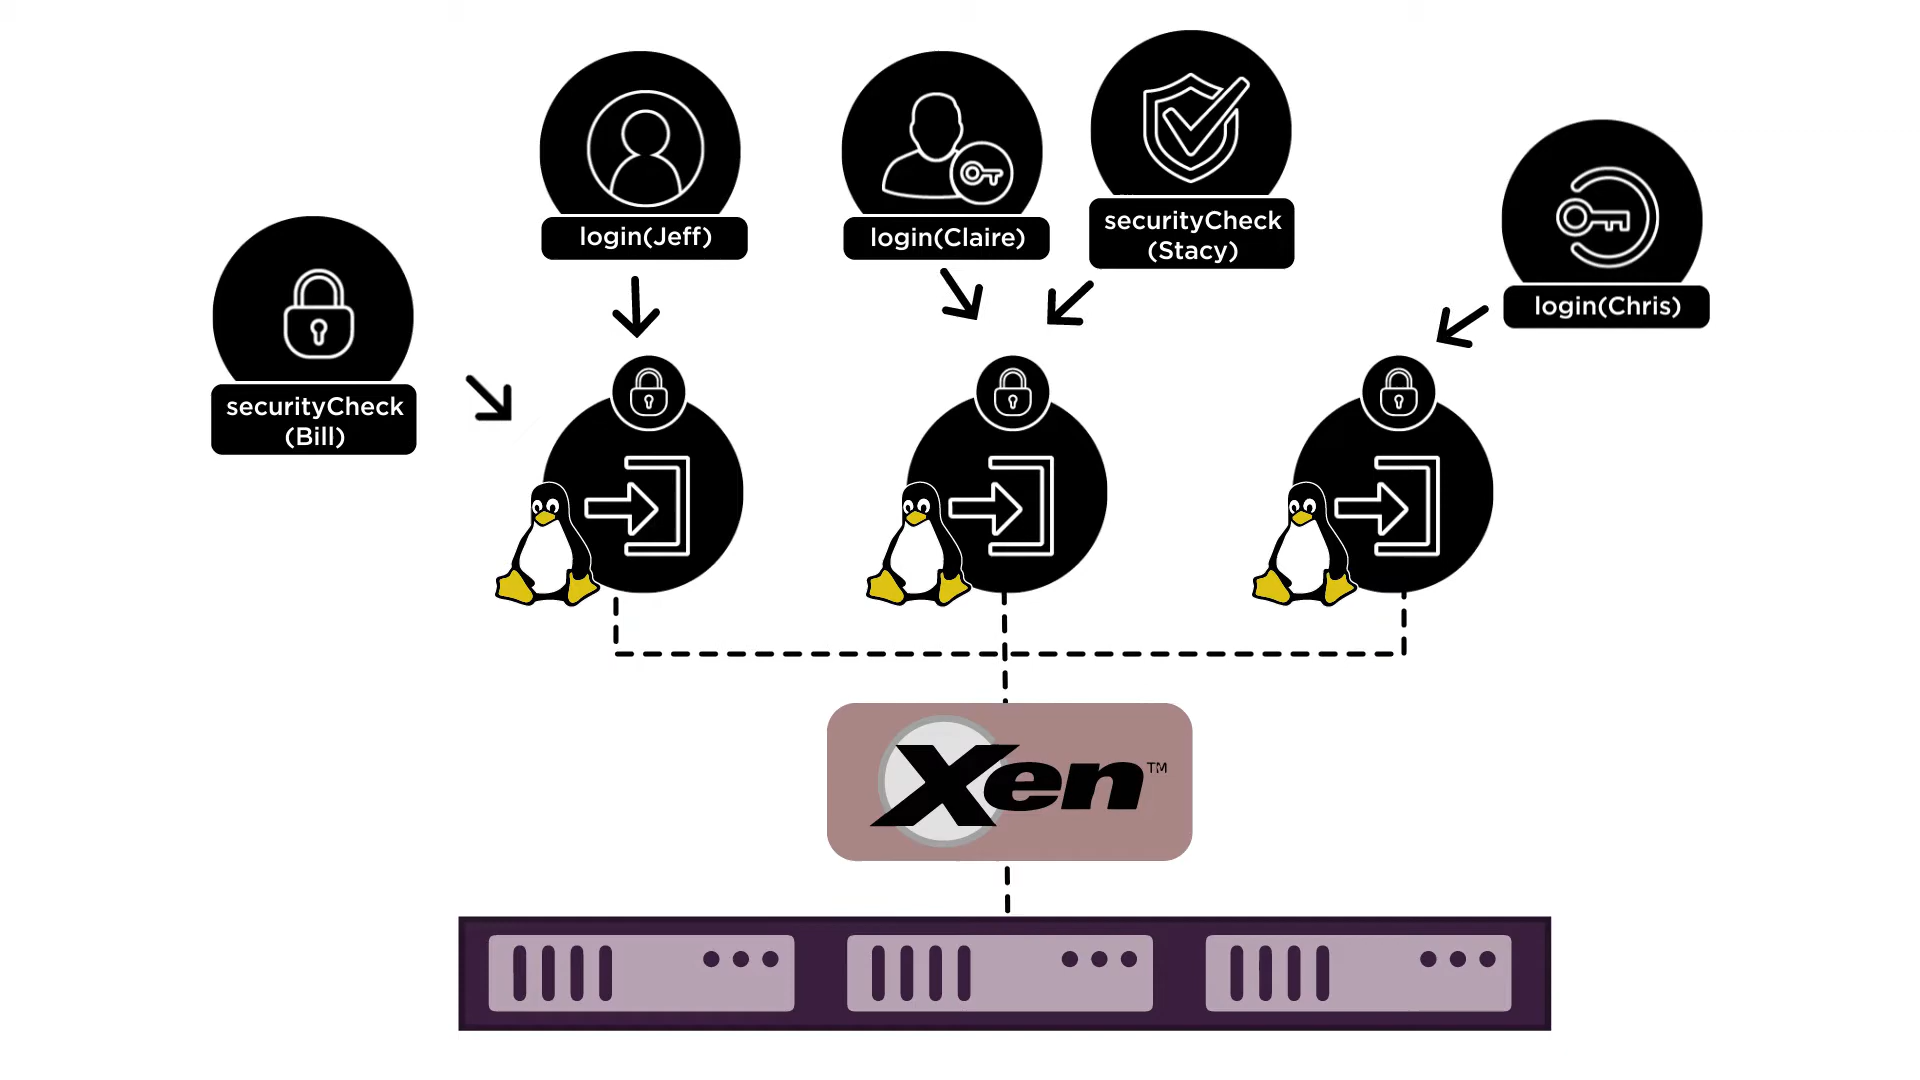 login(Jeff)
login(Claire)
securityCheck
(Stacy)
login(Chris)
securityCheck
(Bill)
Xen™